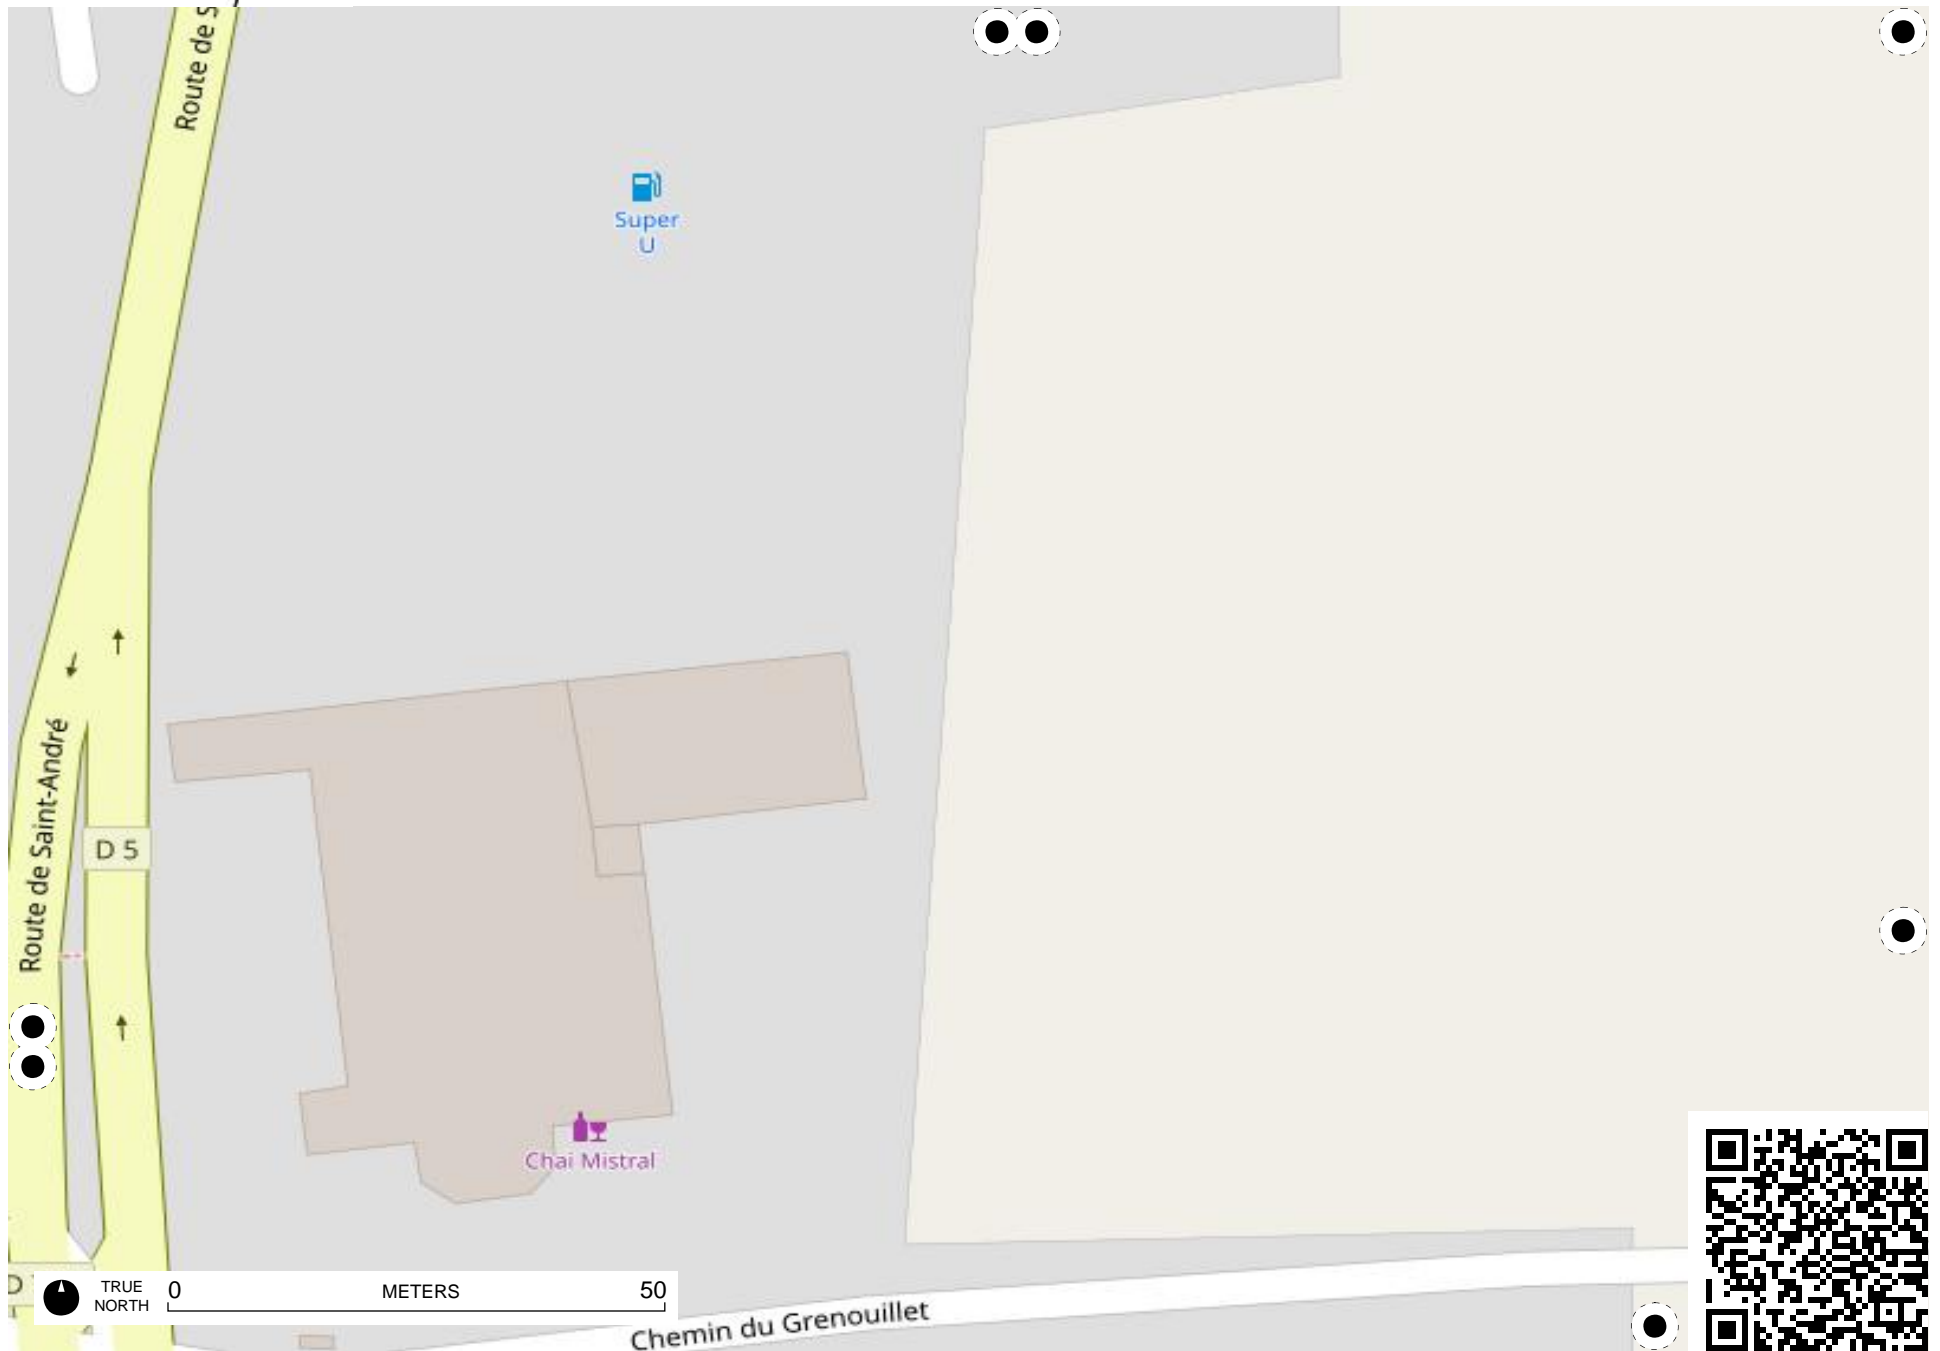 Route de S
Super
U
Route de Saint-André
D 5
Chai Mistral
D
TRUE
NORTH
0
METERS
50
Chemin du Grenouillet